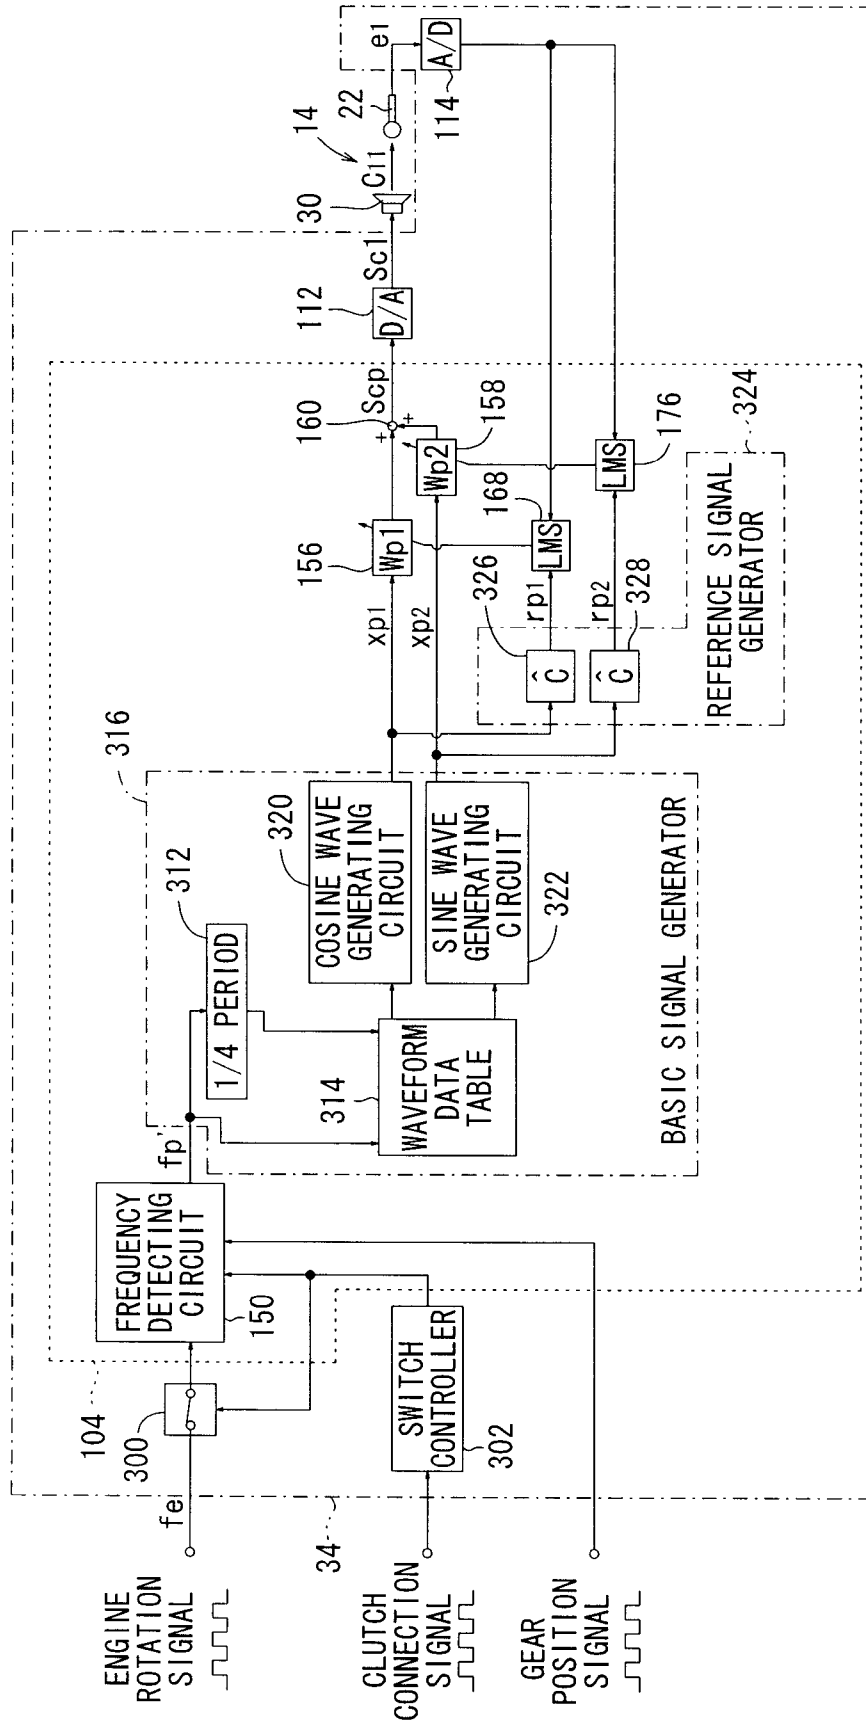 ENGINE
ROTATION
SIGNAL
fe
300
104
FREQUENCY
DETECTING
CIRCUIT
150
fp'
312
1/4 PERIOD
316
314
WAVEFORM
DATA
TABLE
320
COSINE WAVE
GENERATING
CIRCUIT
SINE WAVE
GENERATING
CIRCUIT
322
BASIC SIGNAL GENERATOR
xp1
xp2
156
Wp1
Wp2
158
160
+
+
Scp
112
D/A
Sc1
30
C11
14
22
e1
A/D
114
326
Ĉ
rp1
168
LMS
Ĉ
328
rp2
LMS
176
324
REFERENCE SIGNAL
GENERATOR
CLUTCH
CONNECTION
SIGNAL
34
SWITCH
CONTROLLER
302
GEAR
POSITION
SIGNAL